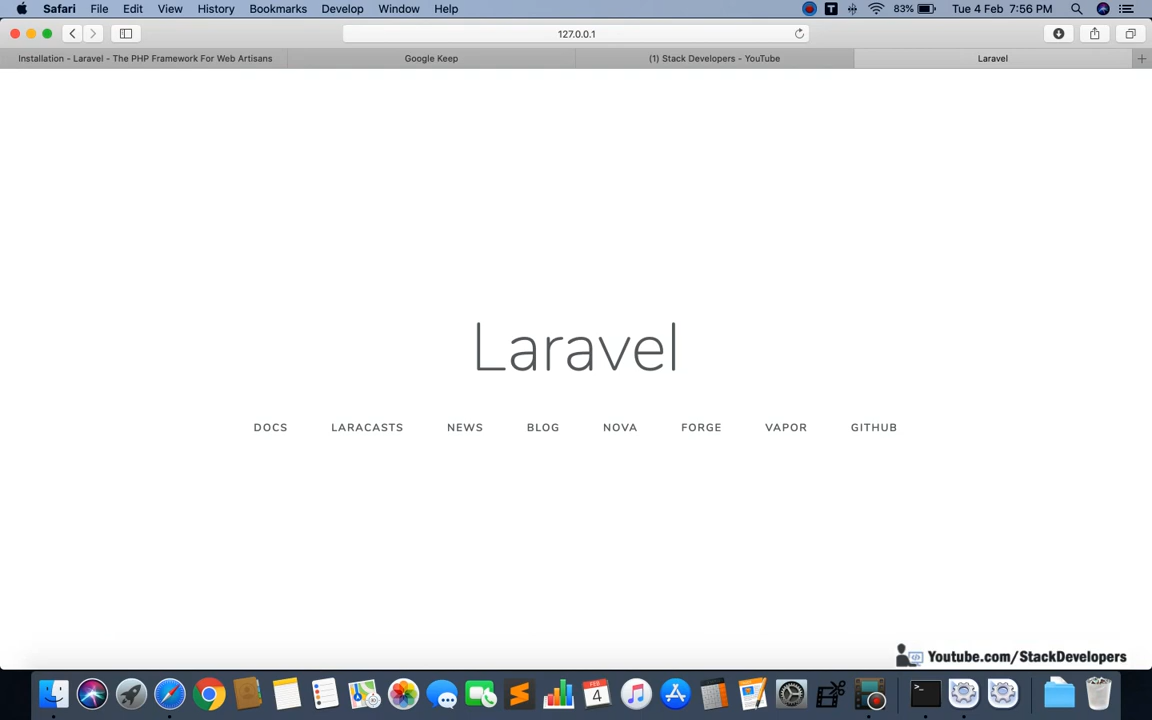 Safari File Edit View History Bookmarks Develop Window Help T 83% Tue 4 Feb 7:56 PM
127.0.0.1
Installation - Laravel - The PHP Framework For Web Artisans Google Keep (1) Stack Developers - YouTube Laravel
Laravel
DOCS LARACASTS NEWS BLOG NOVA FORGE VAPOR GITHUB
Youtube.com/StackDevelopers
FEB
4